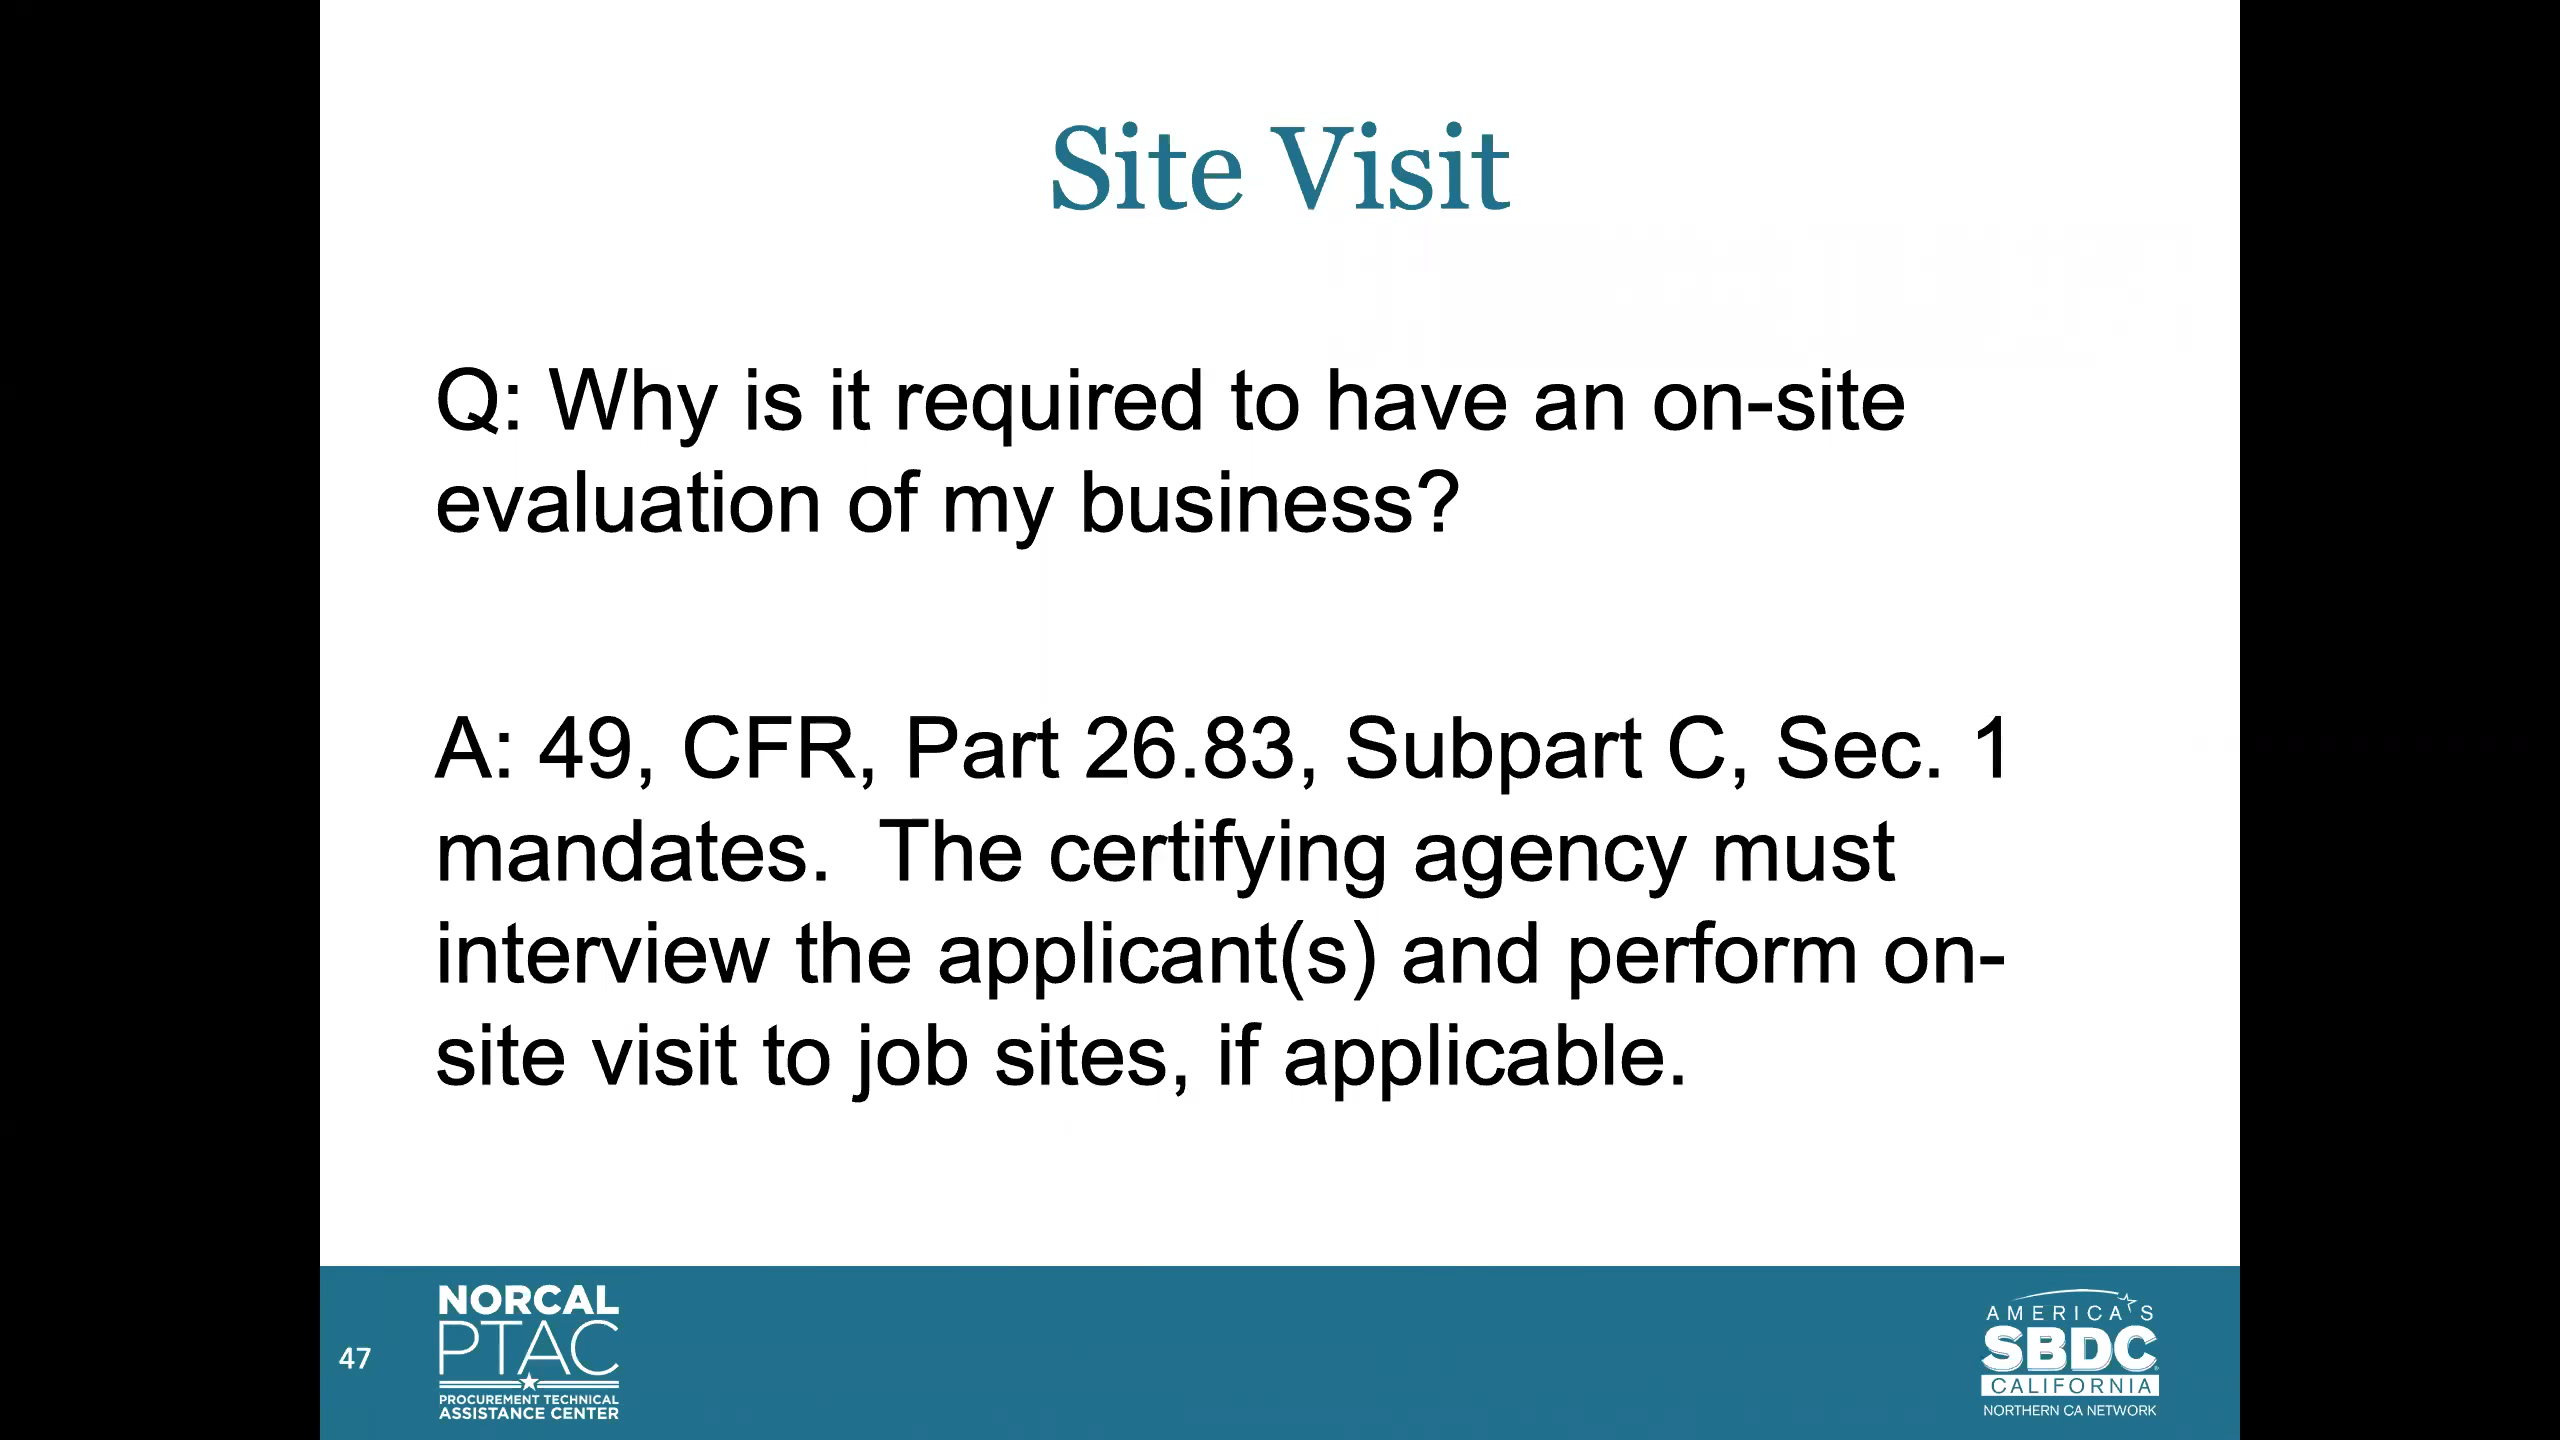 Site Visit
Q: Why is it required to have an on-site
evaluation of my business?
A: 49, CFR, Part 26.83, Subpart C, Sec. 1
mandates.  The certifying agency must
interview the applicant(s) and perform on-
site visit to job sites, if applicable.
47
NORCAL
PTAC
PROCUREMENT TECHNICAL
ASSISTANCE CENTER
AMERICA'S
SBDC
CALIFORNIA
NORTHERN CA NETWORK